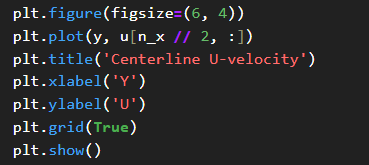 plt.figure(figsize=(6, 4))
plt.plot(y, u[n_x // 2, :])
plt.title('Centerline U-velocity')
plt.xlabel('Y')
plt.ylabel('U')
plt.grid(True)
plt.show()